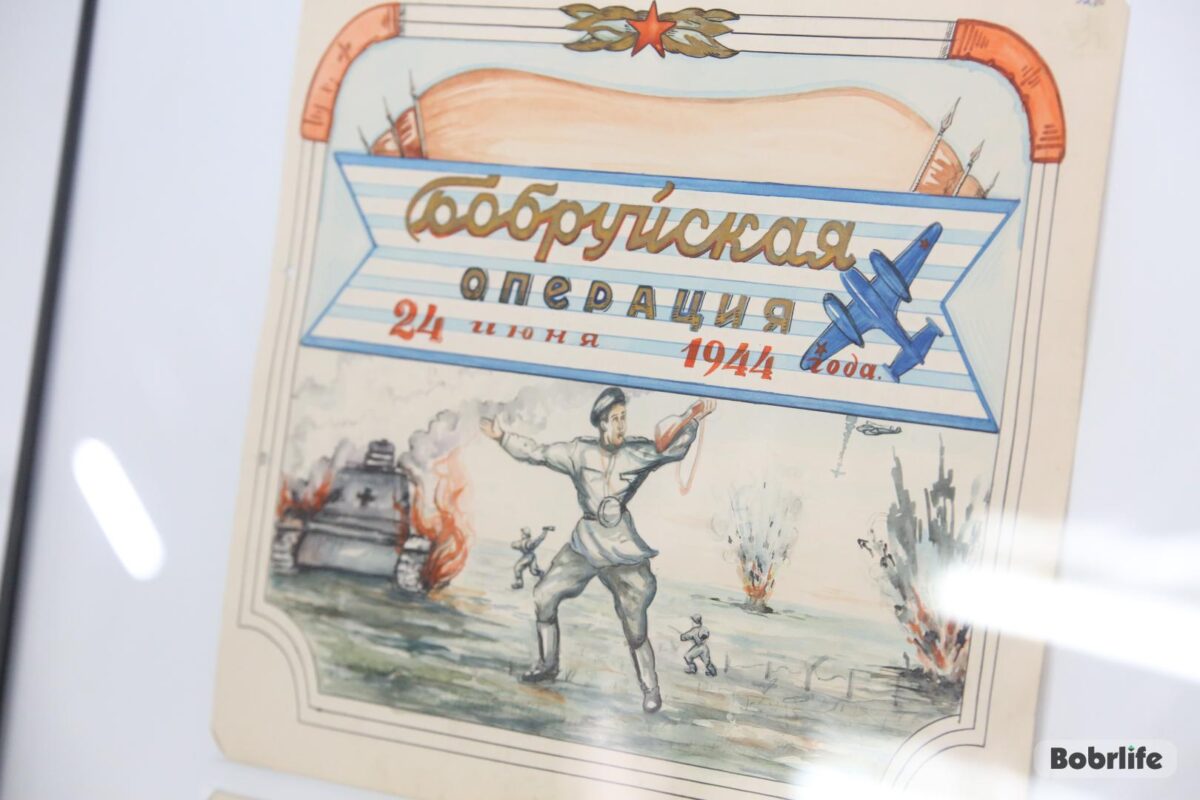 Бобруйская
операция
24 июня 1944 года.
Bobrlife